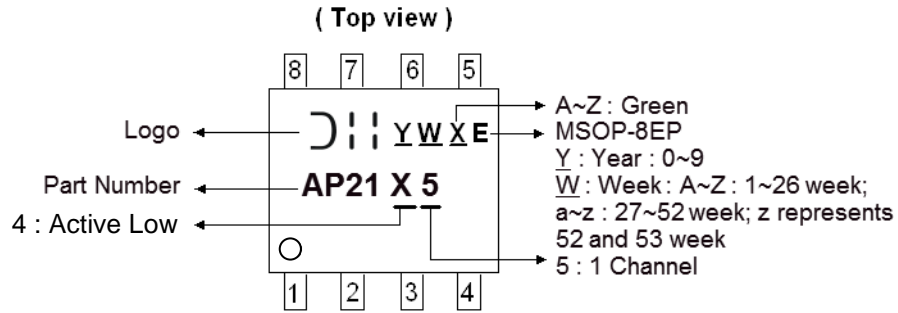 ( Top view )
8 7 6 5
Logo
Y W X E
A~Z : Green
MSOP-8EP
Y : Year : 0~9
W : Week : A~Z : 1~26 week;
a~z : 27~52 week; z represents
52 and 53 week
5 : 1 Channel
Part Number
AP21 X 5
4 : Active Low
1 2 3 4